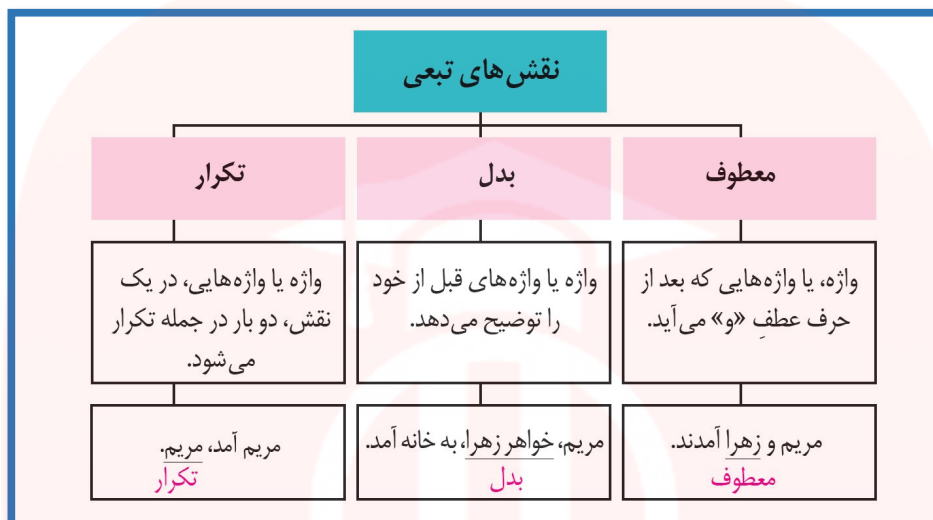 نقش‌های تبعی
معطوف
بدل
تکرار
واژه، یا واژه‌هایی که بعد از
حرف عطفِ «و» می‌آید.
واژه یا واژه‌های قبل از خود
را توضیح می‌دهد.
واژه یا واژه‌هایی، در یک
نقش، دو بار در جمله تکرار
می‌شود.
مریم و زهرا آمدند.
معطوف
مریم، خواهر زهرا، به خانه آمد.
بدل
مریم آمد، مریم.
تکرار